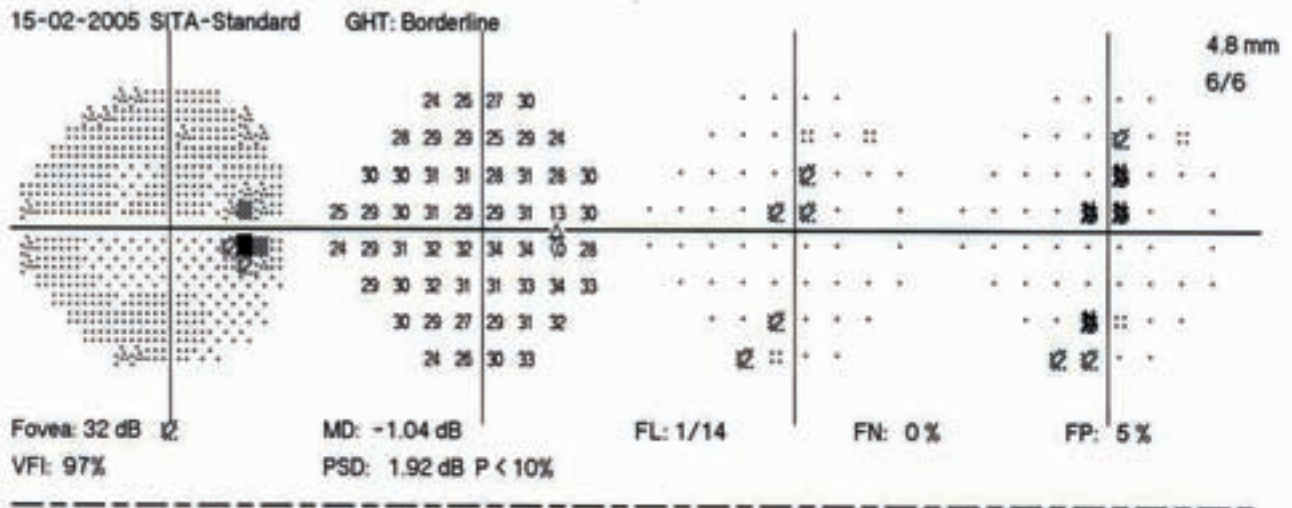 15-02-2005 SITA-Standard GHT: Borderline
4.8 mm
6/6
24 26 27 30
28 29 29 25 29 24
30 30 31 31 28 31 28 30
25 29 30 31 29 29 31 13 30
24 29 31 32 32 34 34 28
29 30 32 31 31 33 34 33
30 29 27 29 31 32
24 26 30 33
Fovea: 32 dB MD: -1.04 dB FL: 1/14 FN: 0 % FP: 5 %
VFI: 97% PSD: 1.92 dB P < 10%